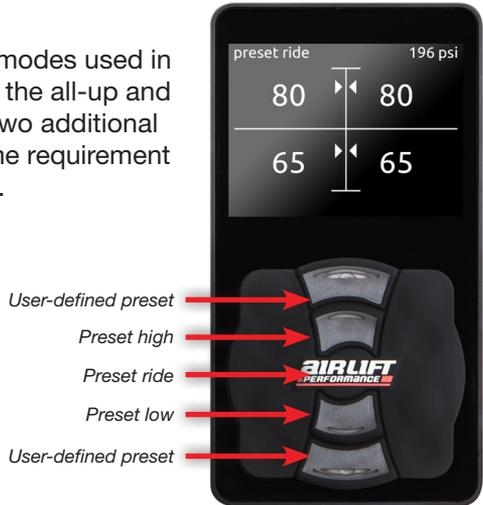 modes used in
the all-up and
wo additional
ne requirement
.
preset ride 196 psi
80 80
65 65
User-defined preset
Preset high
Preset ride
AIRLIFT
PERFORMANCE
Preset low
User-defined preset